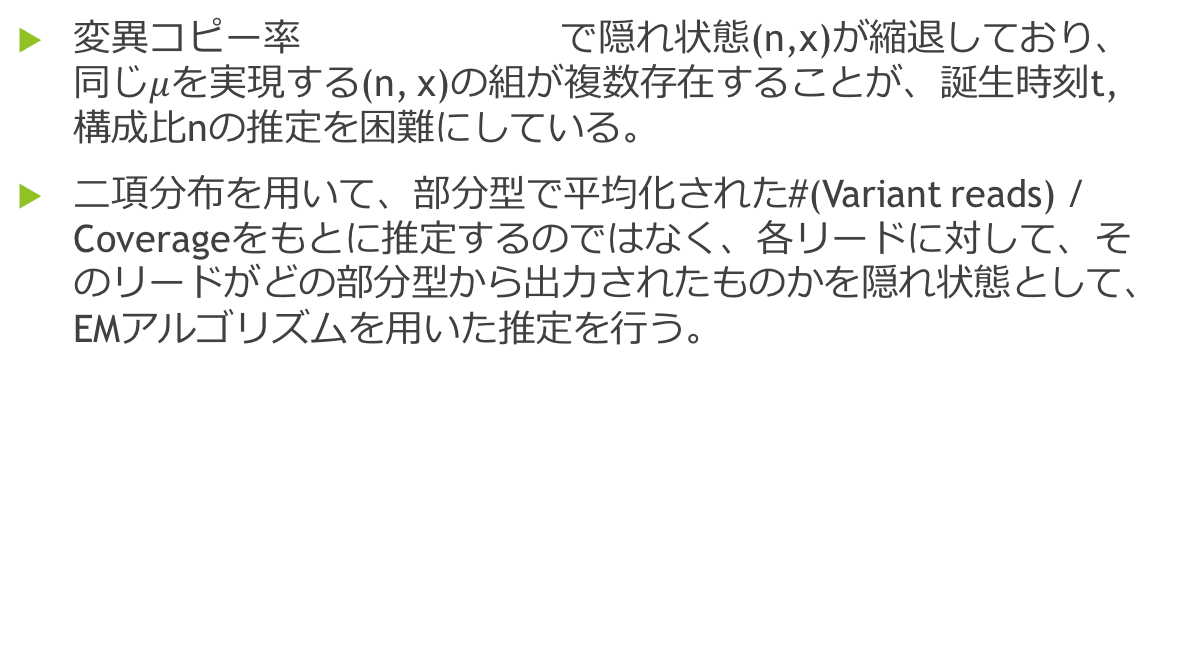 変異コピー率 で隠れ状態(n,x)が縮退しており、
同じ𝜇を実現する(n, x)の組が複数存在することが、誕生時刻t,
構成比nの推定を困難にしている。
二項分布を用いて、部分型で平均化された#(Variant reads) /
Coverageをもとに推定するのではなく、各リードに対して、そ
のリードがどの部分型から出力されたものかを隠れ状態として、
EMアルゴリズムを用いた推定を行う。